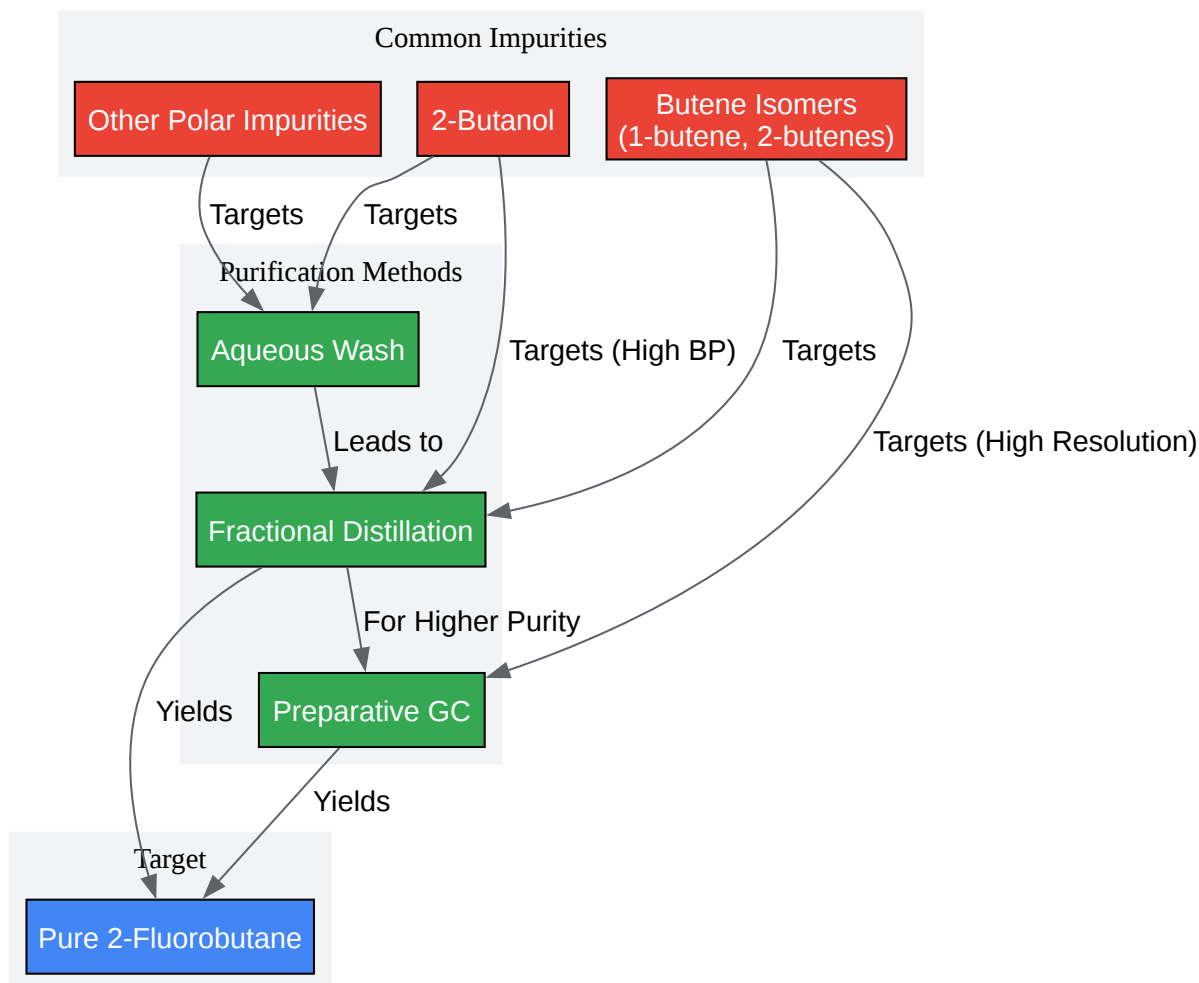 Common Impurities
Other Polar Impurities
2-Butanol
Butene Isomers
(1-butene, 2-butenes)
Targets
Targets
Purification Methods
Aqueous Wash
Targets (High BP)
Targets
Leads to
Targets (High Resolution)
Fractional Distillation
For Higher Purity
Yields
Preparative GC
Yields
Target
Pure 2-Fluorobutane